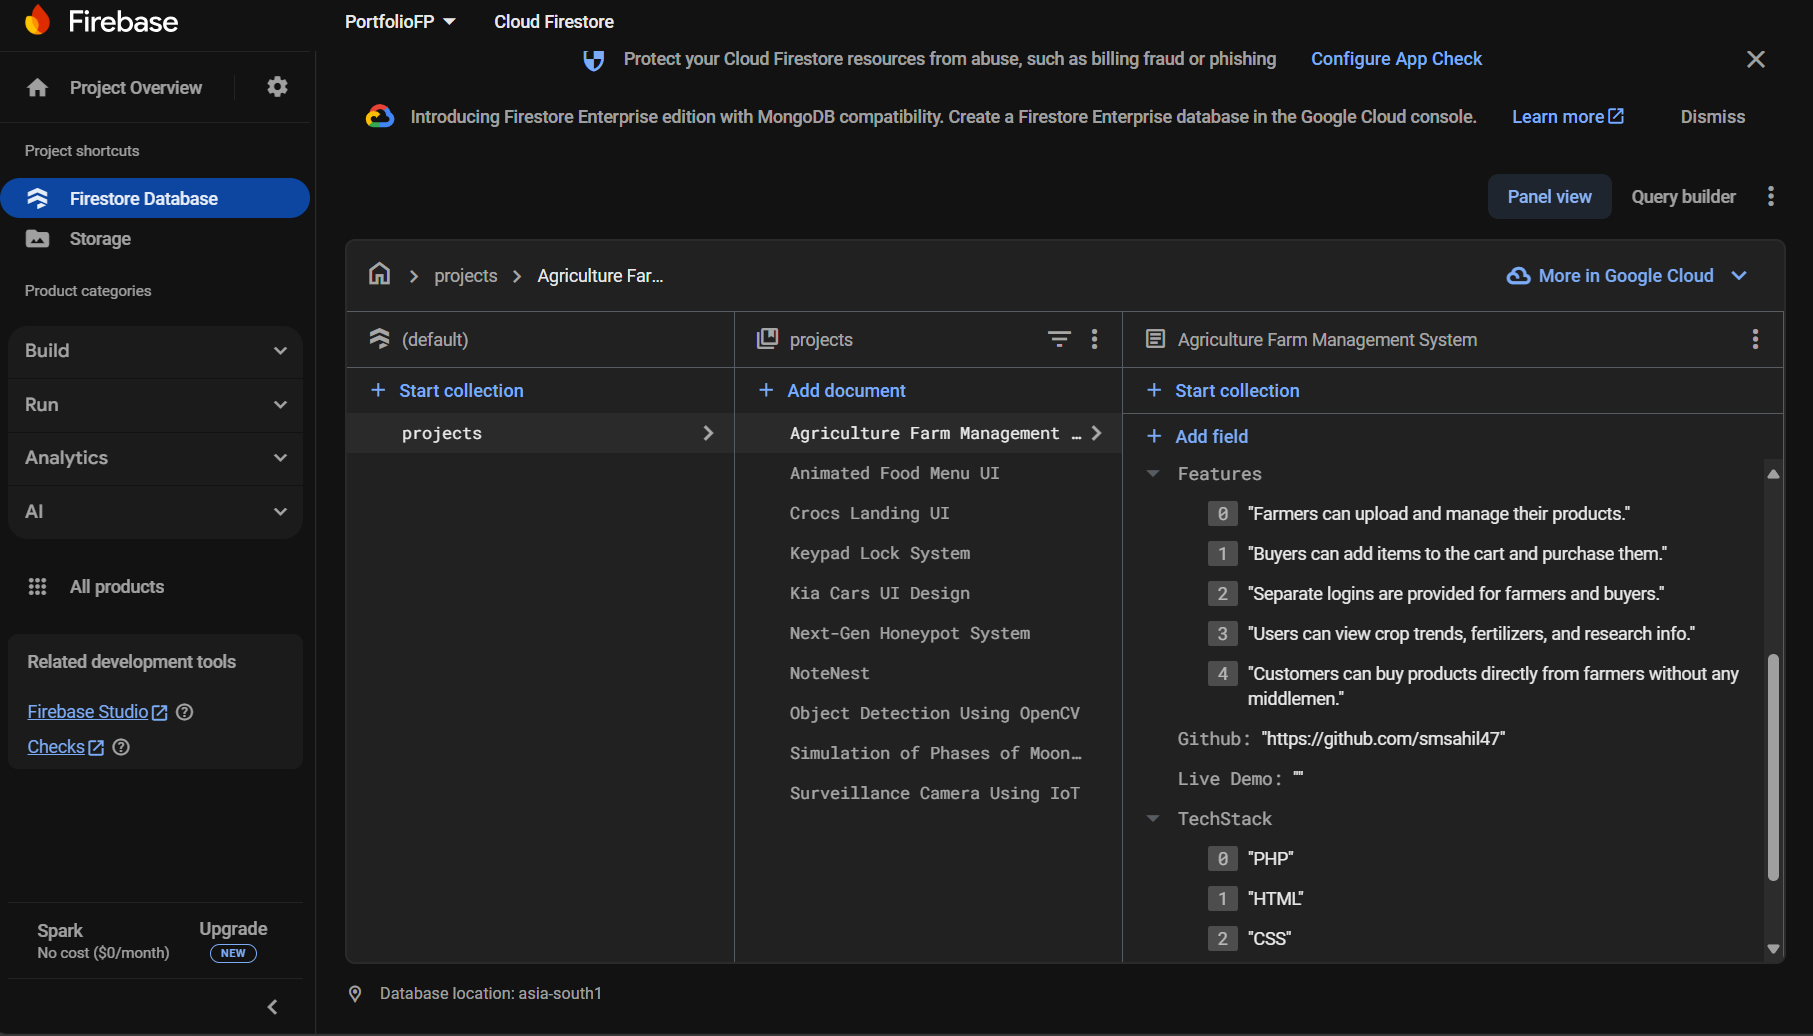 Firebase
PortfolioFP
Cloud Firestore
Protect your Cloud Firestore resources from abuse, such as billing fraud or phishing
Configure App Check
Introducing Firestore Enterprise edition with MongoDB compatibility. Create a Firestore Enterprise database in the Google Cloud console.
Learn more
Dismiss
Project Overview
Project shortcuts
Firestore Database
Storage
Product categories
Build
Run
Analytics
AI
All products
Related development tools
Firebase Studio
Checks
Spark
No cost ($0/month)
Upgrade
NEW
Panel view
Query builder
projects
Agriculture Far...
More in Google Cloud
(default)
Start collection
projects
projects
Add document
Agriculture Farm Management …
Animated Food Menu UI
Crocs Landing UI
Keypad Lock System
Kia Cars UI Design
Next-Gen Honeypot System
NoteNest
Object Detection Using OpenCV
Simulation of Phases of Moon…
Surveillance Camera Using IoT
Agriculture Farm Management System
Start collection
Add field
Features
0 "Farmers can upload and manage their products."
1 "Buyers can add items to the cart and purchase them."
2 "Separate logins are provided for farmers and buyers."
3 "Users can view crop trends, fertilizers, and research info."
4 "Customers can buy products directly from farmers without any
middlemen."
Github: "https://github.com/smsahil47"
Live Demo: ""
TechStack
0 "PHP"
1 "HTML"
2 "CSS"
Database location: asia-south1